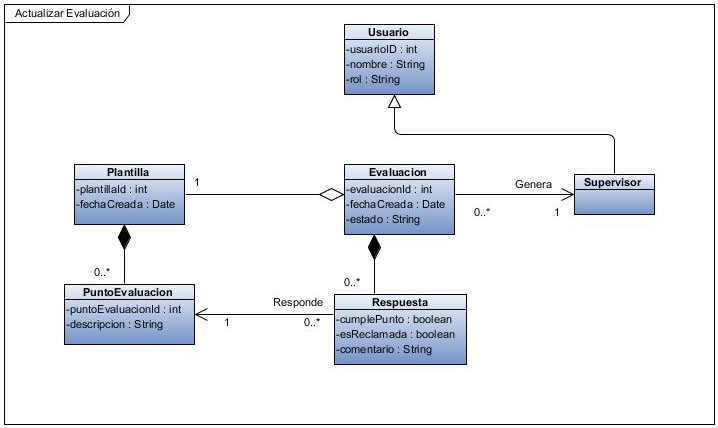 Actualizar Evaluación
Usuario
-usuarioID : int
-nombre : String
-rol : String
Plantilla
-plantillaId : int
-fechaCreada : Date
1
Evaluacion
-evaluacionId : int
-fechaCreada : Date
-estado : String
Genera
0..*
1
Supervisor
0..*
0..*
PuntoEvaluacion
-puntoEvaluacionId : int
-descripcion : String
Responde
1
0..*
Respuesta
-cumplePunto : boolean
-esReclamada : boolean
-comentario : String